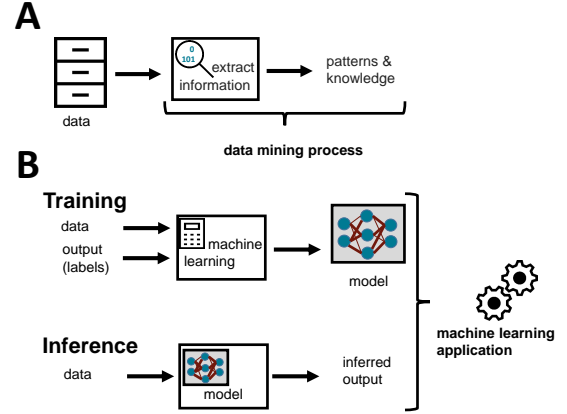 A
0
101
extract
information
patterns &
knowledge
data
data mining process
B
Training
data
output
(labels)
machine
learning
model
machine learning
application
Inference
data
model
inferred
output